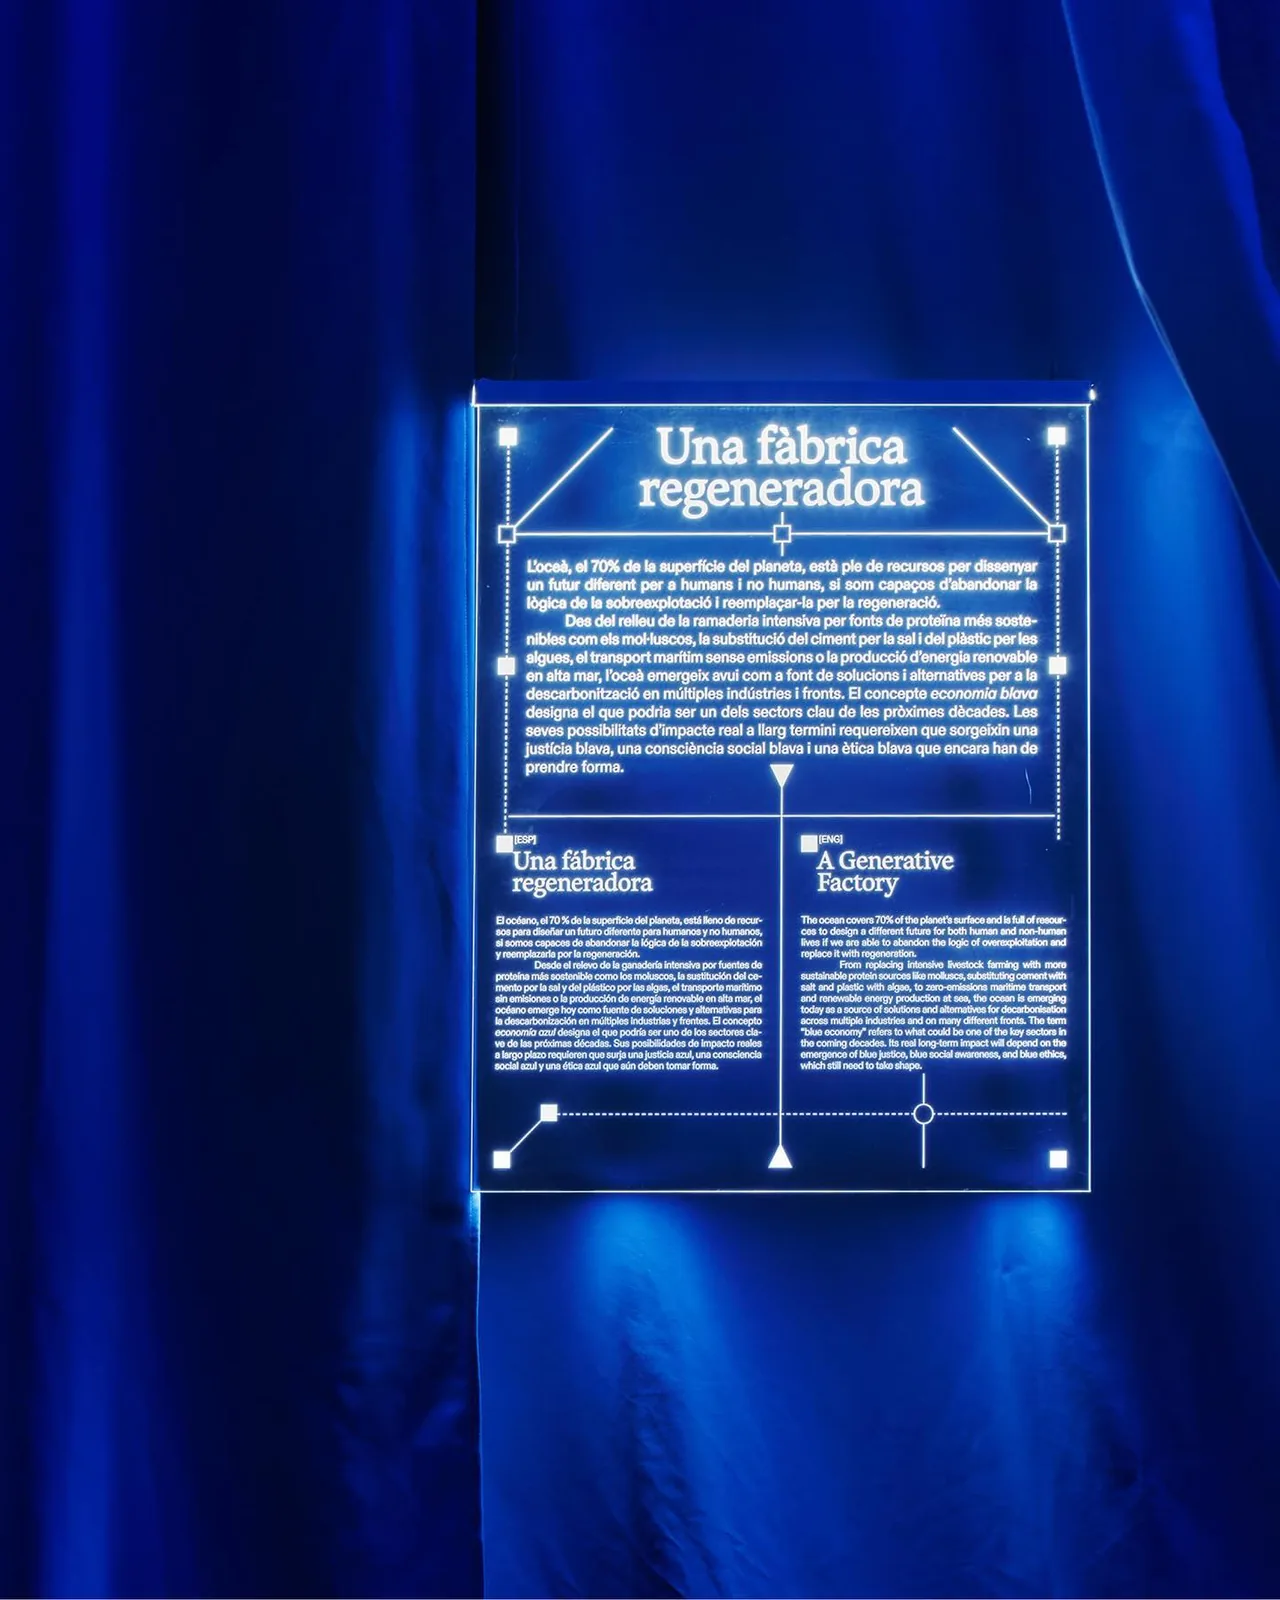 Una fàbrica
regeneradora
L'oceà, el 70% de la superfície del planeta, està ple de recursos per dissenyar
un futur diferent per a humans i no humans, si som capaços d'abandonar la
lògica de la sobreexplotació i reemplaçar-la per la regeneració.
Des del relleu de la ramaderia intensiva per fonts de proteïna més soste-
nibles com els mol·luscos, la substitució del ciment per la sal i del plàstic per les
algues, el transport marítim sense emissions o la producció d'energia renovable
en alta mar, l'oceà emergeix avui com a font de solucions i alternatives per a la
descarbonització en múltiples indústries i fronts. El concepte economia blava
designa el que podria ser un dels sectors clau de les pròximes dècades. Les
seves possibilitats d'impacte real a llarg termini requereixen que sorgeixin una
justícia blava, una consciència social blava i una ètica blava que encara han de
prendre forma.
[ESP]
Una fábrica
regeneradora
El océano, el 70 % de la superficie del planeta, está lleno de recur-
sos para diseñar un futuro diferente para humanos y no humanos,
si somos capaces de abandonar la lógica de la sobreexplotación
y reemplazarla por la regeneración.
Desde el relevo de la ganadería intensiva por fuentes de
proteína más sostenible como los moluscos, la sustitución del ce-
mento por la sal y del plástico por las algas, el transporte marítimo
sin emisiones o la producción de energía renovable en alta mar, el
océano emerge hoy como fuente de soluciones y alternativas para
la descarbonización en múltiples industrias y frentes. El concepto
economía azul designa el que podría ser uno de los sectores cla-
ve de las próximas décadas. Sus posibilidades de impacto reales
a largo plazo requieren que surja una justicia azul, una consciencia
social azul y una ética azul que aún deben tomar forma.
[ENG]
A Generative
Factory
The ocean covers 70% of the planet's surface and is full of resour-
ces to design a different future for both human and non-human
lives if we are able to abandon the logic of overexploitation and
replace it with regeneration.
From replacing intensive livestock farming with more
sustainable protein sources like molluscs, substituting cement with
salt and plastic with algae, to zero-emissions maritime transport
and renewable energy production at sea, the ocean is emerging
today as a source of solutions and alternatives for decarbonisation
across multiple industries and on many different fronts. The term
"blue economy" refers to what could be one of the key sectors in
the coming decades. Its real long-term impact will depend on the
emergence of blue justice, blue social awareness, and blue ethics,
which still need to take shape.